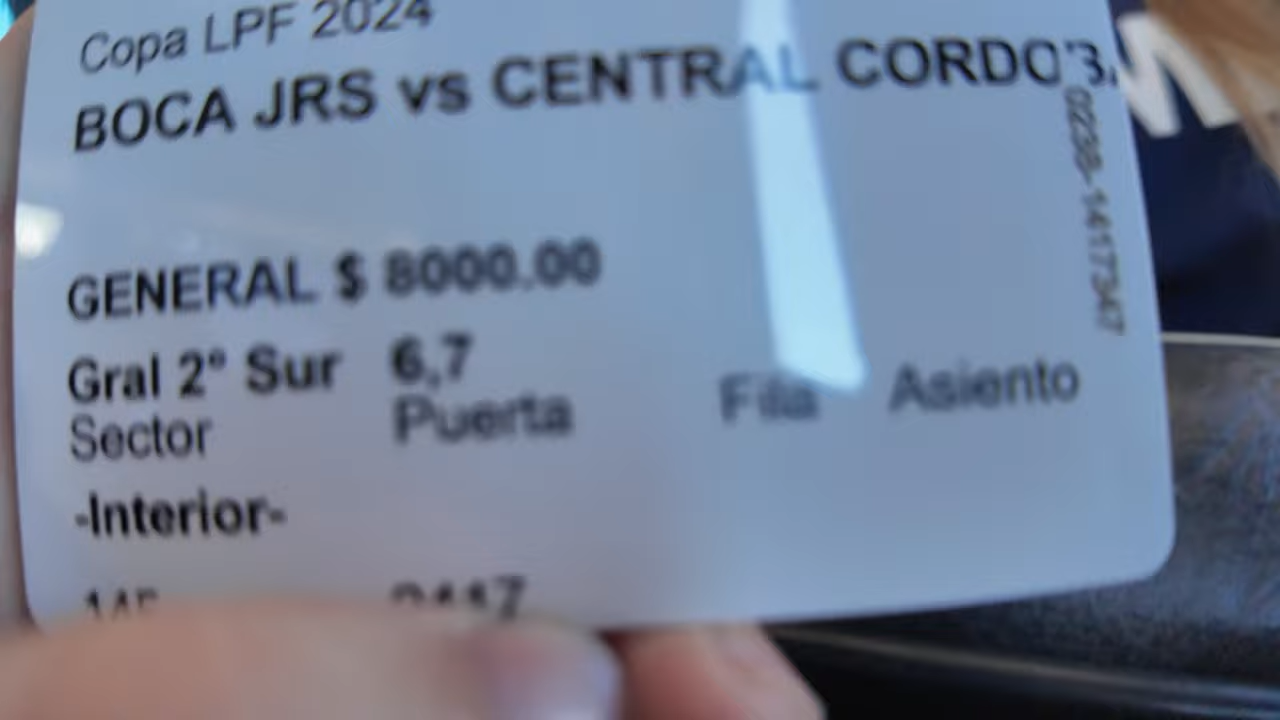 Copa LPF 2024
BOCA JRS vs CENTRAL CORDO
GENERAL $ 8000.00
Gral 2° Sur 6,7
Sector Puerta Fila Asiento
-Interior-